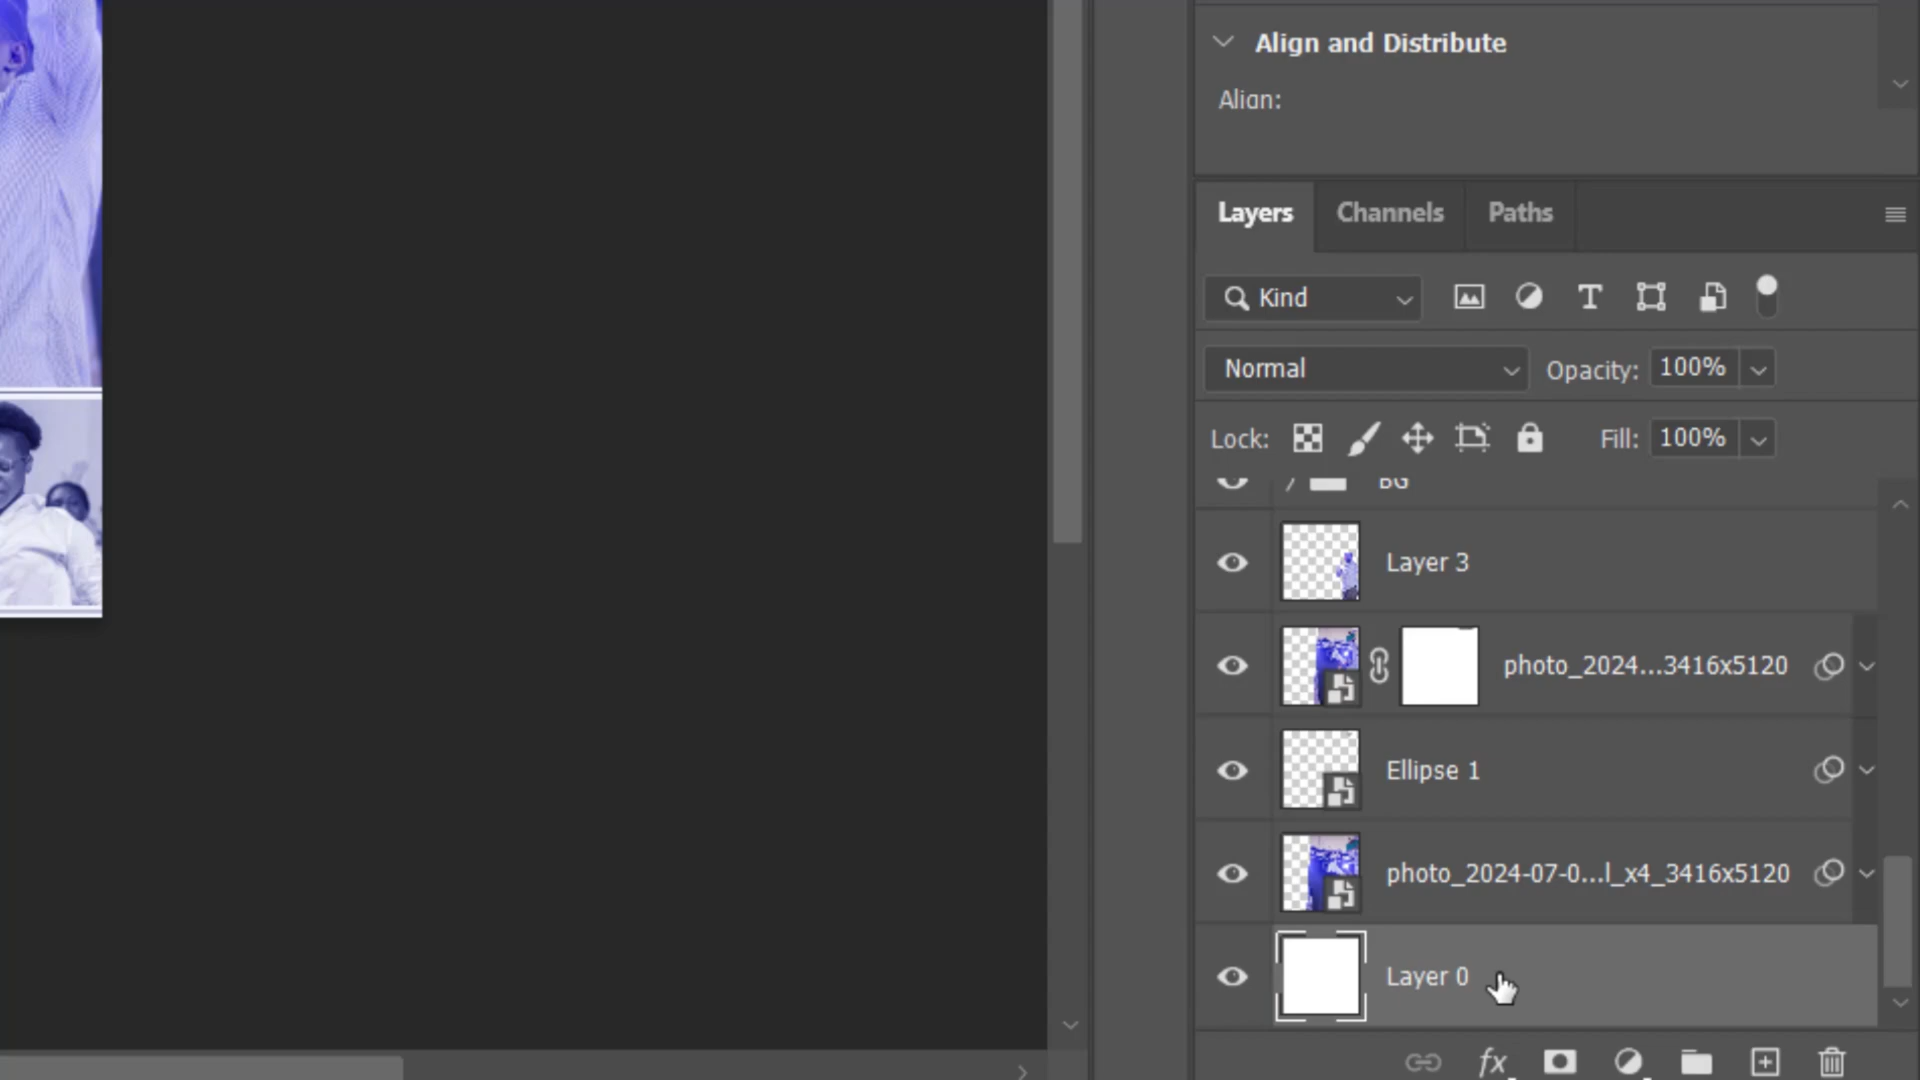 Align and Distribute
Align:
Layers Channels Paths
Kind
Normal Opacity: 100%
Lock: Fill: 100%
BG
Layer 3
photo_2024...3416x5120
Ellipse 1
photo_2024-07-0...l_x4_3416x5120
Layer 0
fx